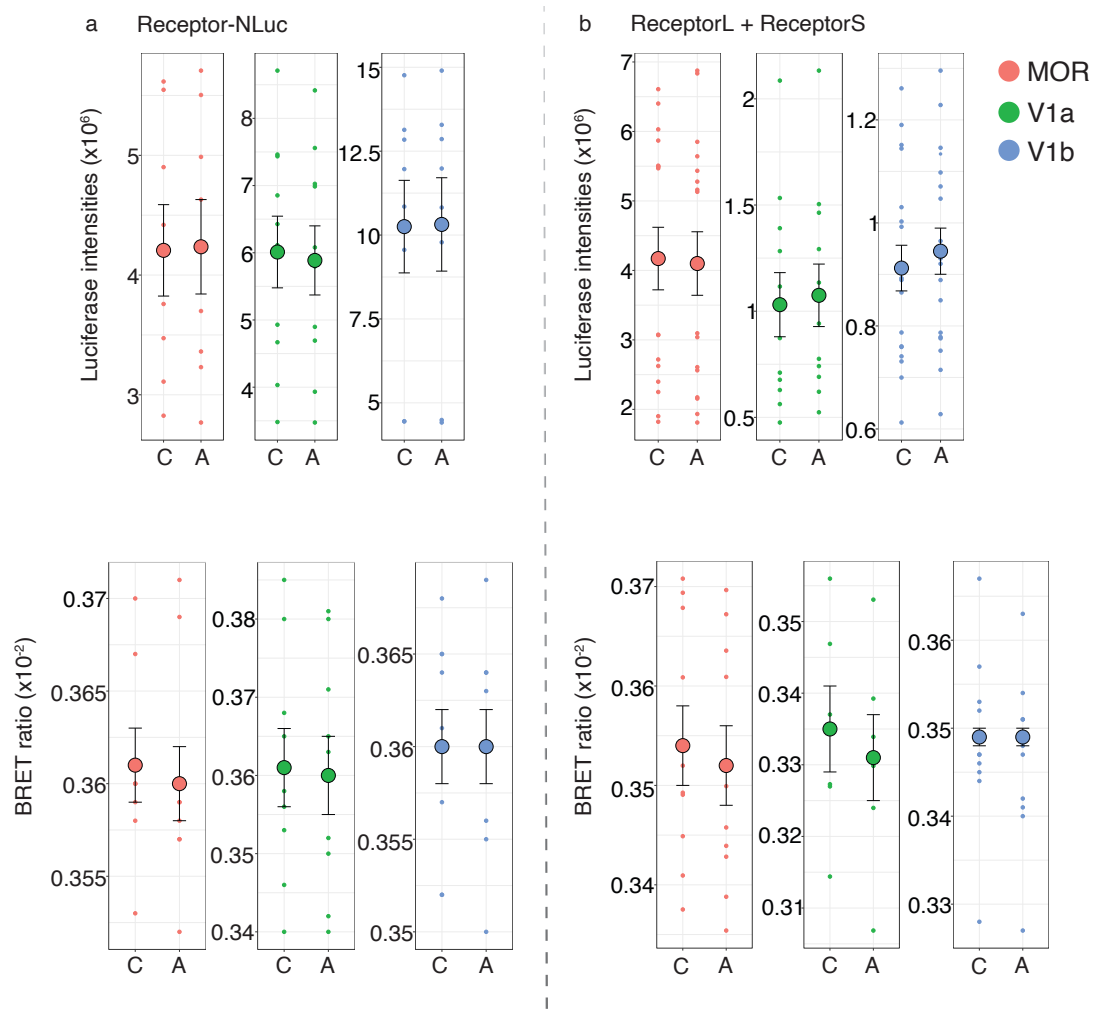 a Receptor-NLuc
b ReceptorL + ReceptorS
MOR
V1a
V1b
Luciferase intensities (x10⁶)
5
4
3
8
7
6
5
4
15
12.5
10
7.5
5
C A
C A
C A
Luciferase intensities (x10⁶)
7
6
5
4
3
2
2
1.5
1
0.5
1.2
1
0.8
0.6
C A
C A
C A
BRET ratio (x10⁻²)
0.37
0.365
0.36
0.355
0.38
0.37
0.36
0.35
0.34
0.365
0.36
0.355
0.35
C A
C A
C A
BRET ratio (x10⁻²)
0.37
0.36
0.35
0.34
0.35
0.34
0.33
0.32
0.31
0.36
0.35
0.34
0.33
C A
C A
C A